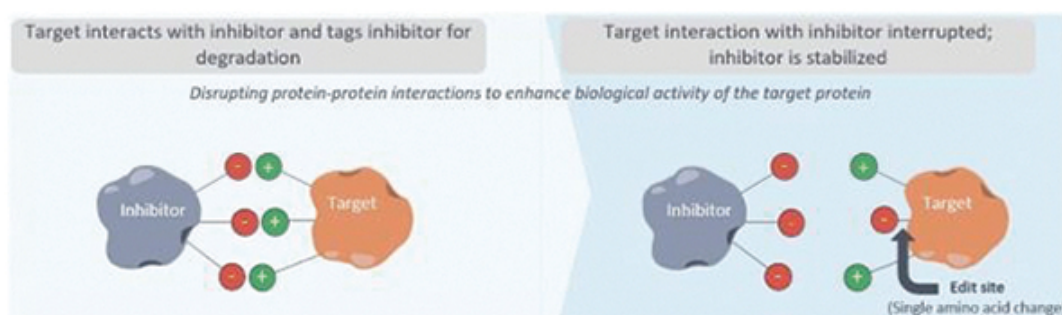 Target interacts with inhibitor and tags inhibitor for
degradation
Target interaction with inhibitor interrupted;
inhibitor is stabilized
Disrupting protein-protein interactions to enhance biological activity of the target protein
- +
Inhibitor
Target
- +
- +
-
+
Inhibitor
Target
-
-
-
+
Edit site
(Single amino acid change